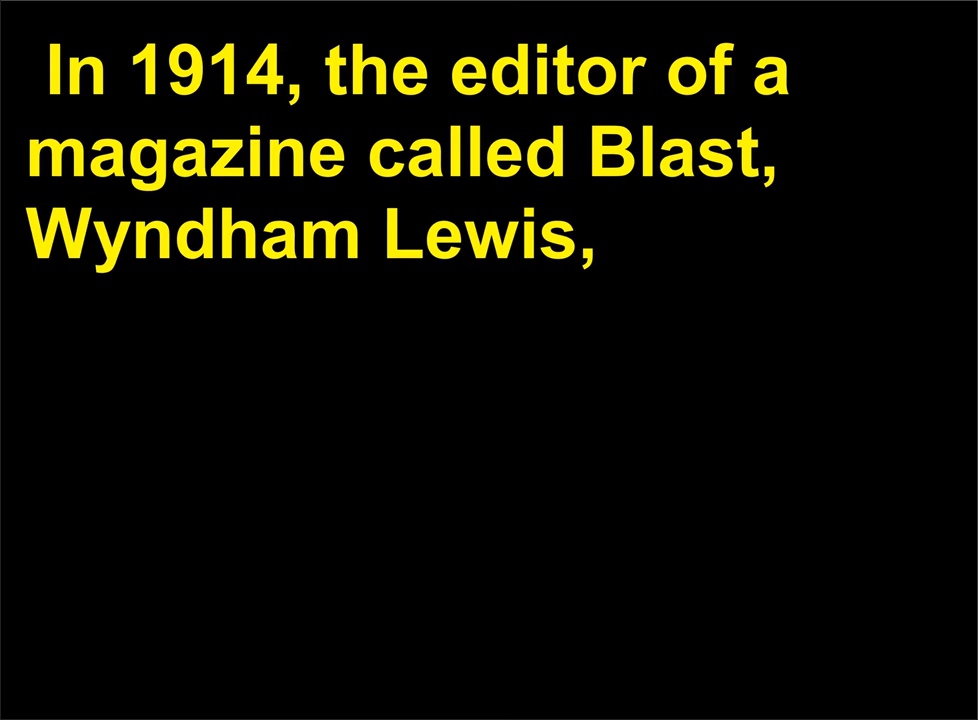 In 1914, the editor of a
magazine called Blast,
Wyndham Lewis,